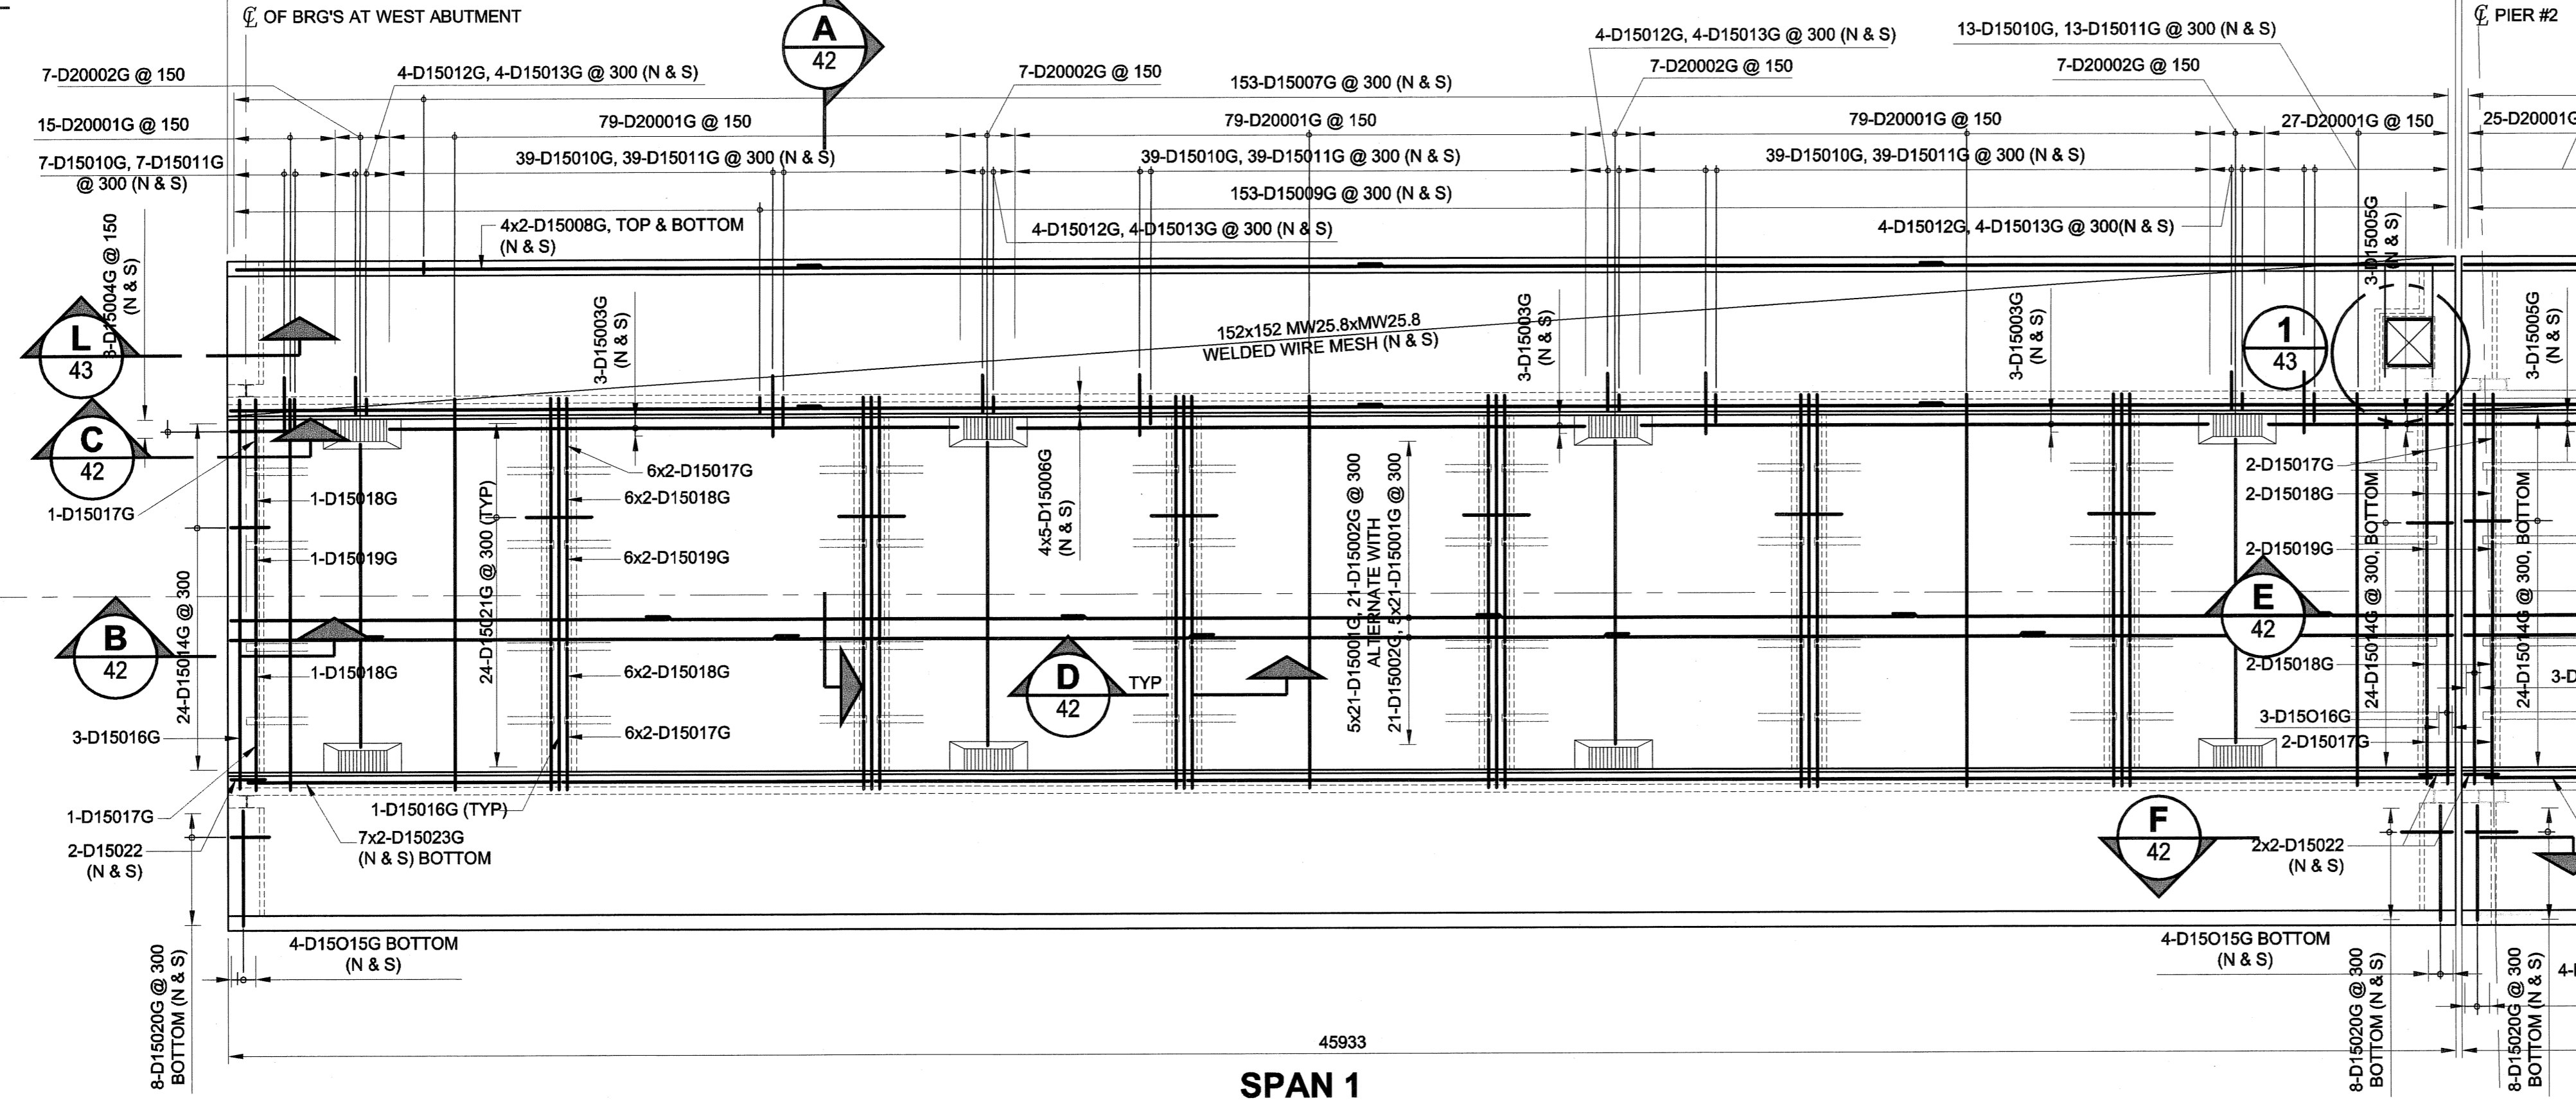 ℄ OF BRG'S AT WEST ABUTMENT
A
42
℄ PIER #2
4-D15012G, 4-D15013G @ 300 (N & S)
13-D15010G, 13-D15011G @ 300 (N & S)
7-D20002G @ 150
4-D15012G, 4-D15013G @ 300 (N & S)
7-D20002G @ 150
153-D15007G @ 300 (N & S)
7-D20002G @ 150
7-D20002G @ 150
15-D20001G @ 150
79-D20001G @ 150
79-D20001G @ 150
79-D20001G @ 150
27-D20001G @ 150
25-D20001G
7-D15010G, 7-D15011G
@ 300 (N & S)
39-D15010G, 39-D15011G @ 300 (N & S)
39-D15010G, 39-D15011G @ 300 (N & S)
39-D15010G, 39-D15011G @ 300 (N & S)
153-D15009G @ 300 (N & S)
4x2-D15008G, TOP & BOTTOM
(N & S)
4-D15012G, 4-D15013G @ 300 (N & S)
4-D15012G, 4-D15013G @ 300(N & S)
3-D15005G
(N & S)
3-D15004G @ 150
(N & S)
L
43
3-D15003G
(N & S)
152x152 MW25.8xMW25.8
WELDED WIRE MESH (N & S)
3-D15003G
(N & S)
3-D15003G
(N & S)
1
43
3-D15005G
(N & S)
C
42
1-D15017G
1-D15018G
1-D15019G
24-D15014G @ 300
B
42
1-D15018G
3-D15016G
24-D15021G @ 300 (TYP)
6x2-D15017G
6x2-D15018G
6x2-D15019G
6x2-D15018G
6x2-D15017G
4x5-D15006G
(N & S)
D
42
TYP
5x21-D15001G, 21-D15002G @ 300
ALTERNATE WITH
21-D15002G, 5x21-D15001G @ 300
E
42
2-D15017G
2-D15018G
2-D15019G
2-D15018G
3-D15O16G
2-D15017G
24-D15014G @ 300, BOTTOM
24-D15014G @ 300, BOTTOM
3-D
1-D15017G
2-D15022
(N & S)
1-D15016G (TYP)
7x2-D15023G
(N & S) BOTTOM
F
42
2x2-D15022
(N & S)
4-D15O15G BOTTOM
(N & S)
8-D15020G @ 300
BOTTOM (N & S)
4-D15O15G BOTTOM
(N & S)
8-D15020G @ 300
BOTTOM (N & S)
8-D15020G @ 300
BOTTOM (N & S)
45933
SPAN 1